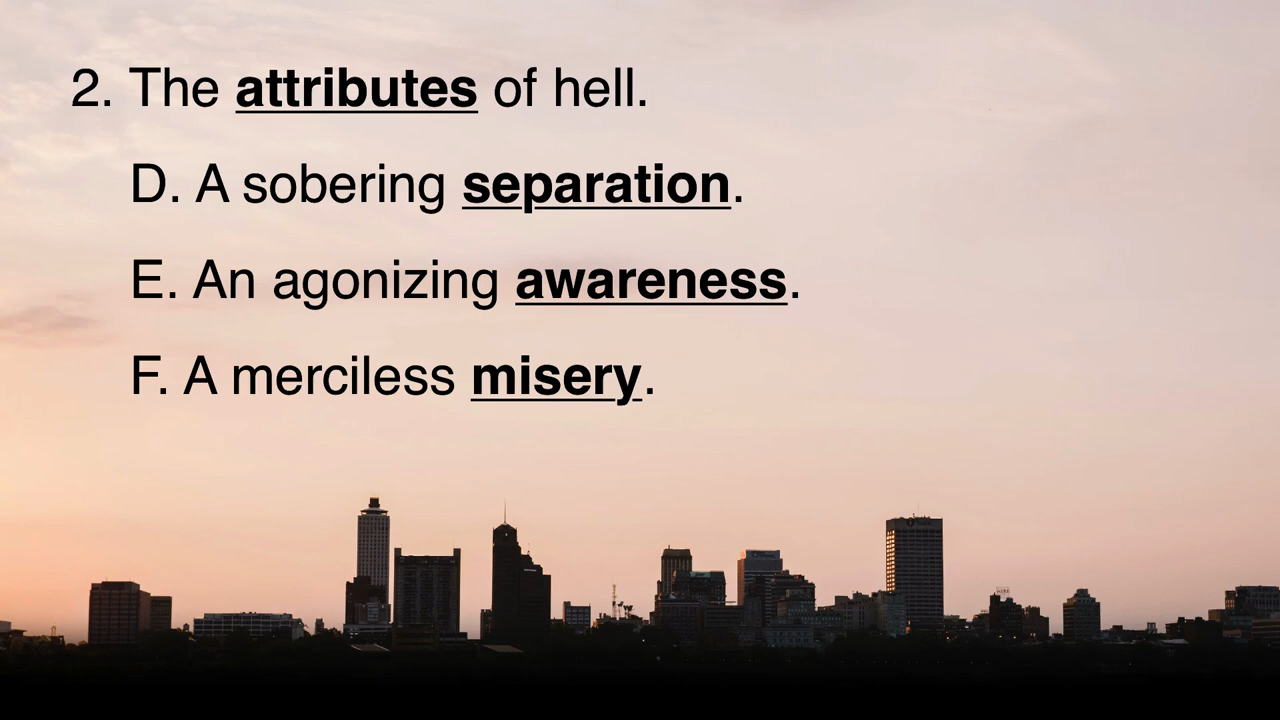 2. The attributes of hell.
D. A sobering separation.
E. An agonizing awareness.
F. A merciless misery.